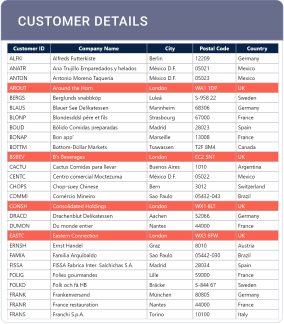 CUSTOMER DETAILS
Customer ID Company Name City Postal Code Country
ALFKI Alfreds Futterkiste Berlin 12209 Germany
ANATR Ana Trujillo Emparedados y helados México D.F. 05021 Mexico
ANTON Antonio Moreno Taquería México D.F. 05023 Mexico
AROUT Around the Horn London WA1 1DP UK
BERGS Berglunds snabbköp Luleå S-958 22 Sweden
BLAUS Blauer See Delikatessen Mannheim 68306 Germany
BLONP Blondesddsl père et fils Strasbourg 67000 France
BOLID Bólido Comidas preparadas Madrid 28023 Spain
BONAP Bon app' Marseille 13008 France
BOTTM Bottom-Dollar Markets Tsawassen T2F 8M4 Canada
BSBEV B's Beverages London EC2 5NT UK
CACTU Cactus Comidas para llevar Buenos Aires 1010 Argentina
CENTC Centro comercial Moctezuma México D.F. 05022 Mexico
CHOPS Chop-suey Chinese Bern 3012 Switzerland
COMMI Comércio Mineiro Sao Paulo 05432-043 Brazil
CONSH Consolidated Holdings London WX1 6LT UK
DRACD Drachenblut Delikatessen Aachen 52066 Germany
DUMON Du monde entier Nantes 44000 France
EASTC Eastern Connection London WX3 6FW UK
ERNSH Ernst Handel Graz 8010 Austria
FAMIA Familia Arquibaldo Sao Paulo 05442-030 Brazil
FISSA FISSA Fabrica Inter. Salchichas S.A. Madrid 28034 Spain
FOLIG Folies gourmandes Lille 59000 France
FOLKO Folk och fä HB Bräcke S-844 67 Sweden
FRANK Frankenversand München 80805 Germany
FRANR France restauration Nantes 44000 France
FRANS Franchi S.p.A. Torino 10100 Italy